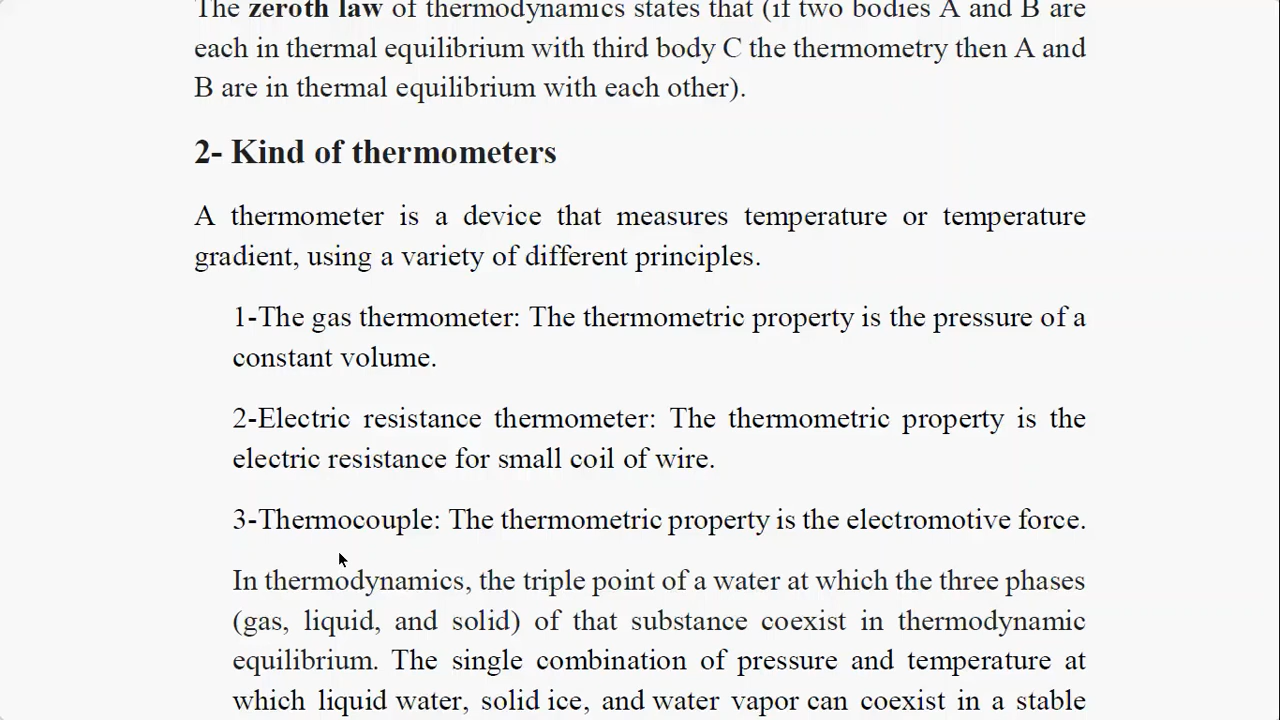 The zeroth law of thermodynamics states that (if two bodies A and B are
each in thermal equilibrium with third body C the thermometry then A and
B are in thermal equilibrium with each other).
2- Kind of thermometers
A thermometer is a device that measures temperature or temperature
gradient, using a variety of different principles.
1-The gas thermometer: The thermometric property is the pressure of a
constant volume.
2-Electric resistance thermometer: The thermometric property is the
electric resistance for small coil of wire.
3-Thermocouple: The thermometric property is the electromotive force.
In thermodynamics, the triple point of a water at which the three phases
(gas, liquid, and solid) of that substance coexist in thermodynamic
equilibrium. The single combination of pressure and temperature at
which liquid water, solid ice, and water vapor can coexist in a stable